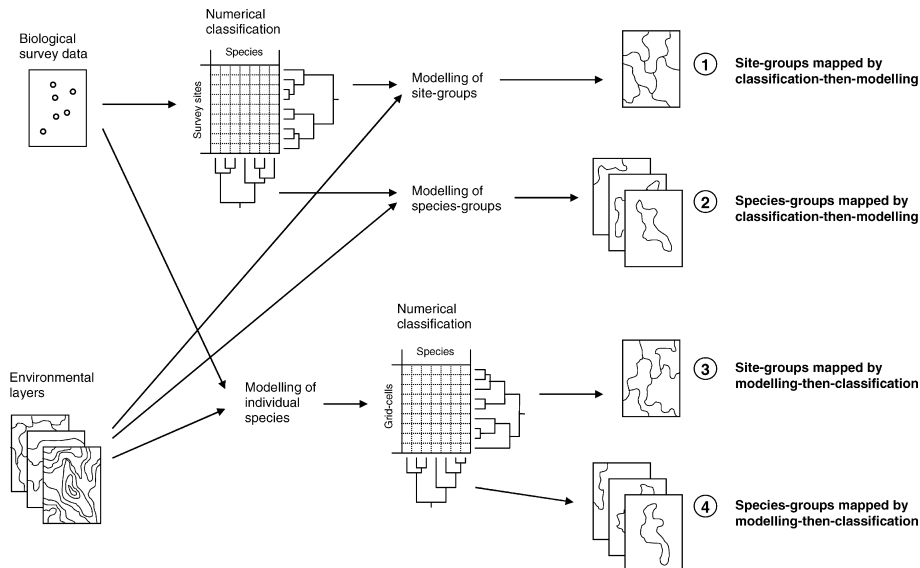 Biological
survey data
Numerical
classification
Species
Survey sites
Modelling of
site-groups
1
Site-groups mapped by
classification-then-modelling
Modelling of
species-groups
2
Species-groups mapped by
classification-then-modelling
Environmental
layers
Modelling of
individual
species
Numerical
classification
Species
Grid-cells
3
Site-groups mapped by
modelling-then-classification
4
Species-groups mapped by
modelling-then-classification